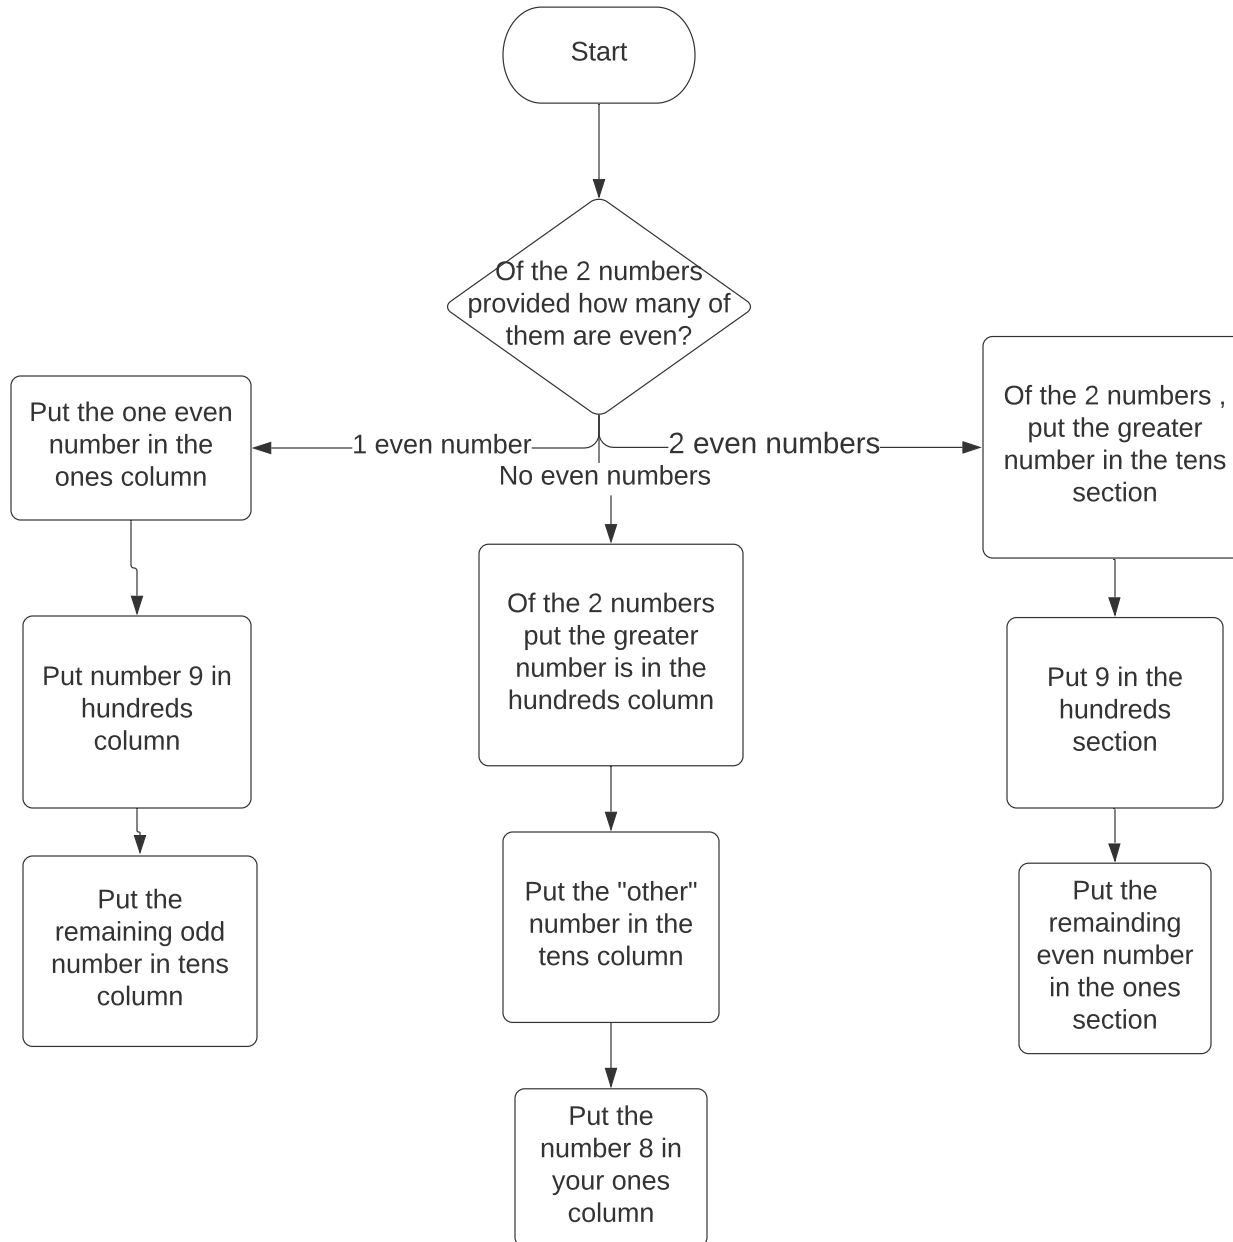 Start
Of the 2 numbers
provided how many of
them are even?
1 even number
2 even numbers
No even numbers
Put the one even
number in the
ones column
Put number 9 in
hundreds
column
Put the
remaining odd
number in tens
column
Of the 2 numbers
put the greater
number is in the
hundreds column
Put the "other"
number in the
tens column
Put the
number 8 in
your ones
column
Of the 2 numbers ,
put the greater
number in the tens
section
Put 9 in the
hundreds
section
Put the
remainding
even number
in the ones
section